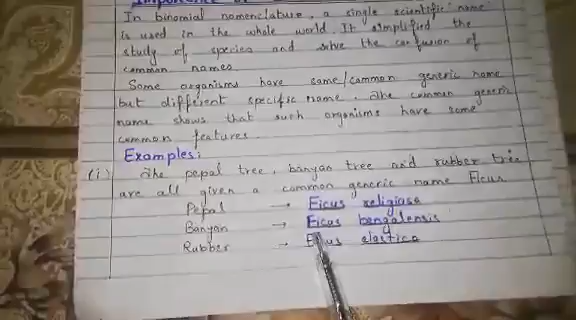 In binomial nomenclature, a single scientific name
is used in the whole world. It simplified the
study of species and solve the confusion of
common names
Some organisms have same/common generic name
but different specific name. The common generic
name shows that such organisms have some
common features
Examples:
(i) The pepal tree, banyan tree and rubber tree
are all given a common generic name Ficus
Pepal → Ficus religiosa
Banyan → Ficus bengalensis
Rubber → Ficus elastica